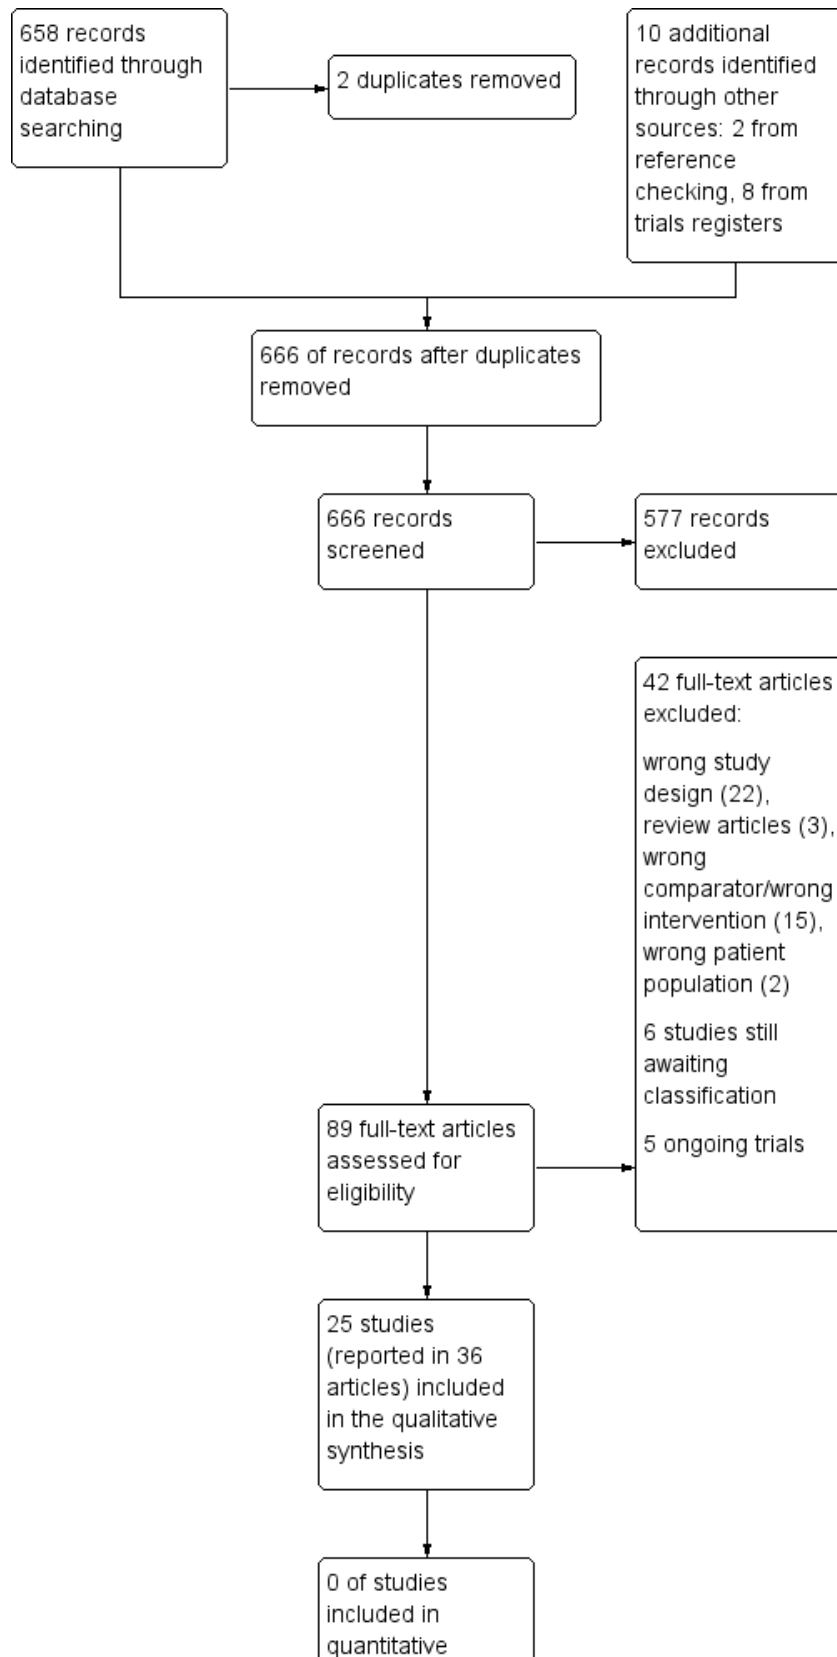 658 records
identified through
database
searching
2 duplicates removed
10 additional
records identified
through other
sources: 2 from
reference
checking, 8 from
trials registers
666 of records after duplicates
removed
666 records
screened
577 records
excluded
42 full-text articles
excluded:
wrong study
design (22),
review articles (3),
wrong
comparator/wrong
intervention (15),
wrong patient
population (2)
6 studies still
awaiting
classification
5 ongoing trials
89 full-text articles
assessed for
eligibility
25 studies
(reported in 36
articles) included
in the qualitative
synthesis
0 of studies
included in
quantitative